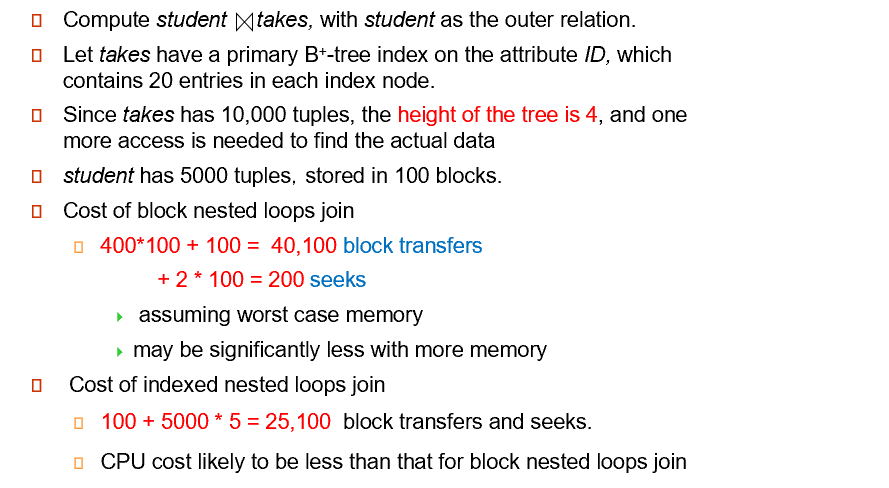 Compute student ⋈ takes, with student as the outer relation.
Let takes have a primary B+-tree index on the attribute ID, which
contains 20 entries in each index node.
Since takes has 10,000 tuples, the height of the tree is 4, and one
more access is needed to find the actual data
student has 5000 tuples, stored in 100 blocks.
Cost of block nested loops join
400*100 + 100 = 40,100 block transfers
+ 2 * 100 = 200 seeks
assuming worst case memory
may be significantly less with more memory
Cost of indexed nested loops join
100 + 5000 * 5 = 25,100 block transfers and seeks.
CPU cost likely to be less than that for block nested loops join